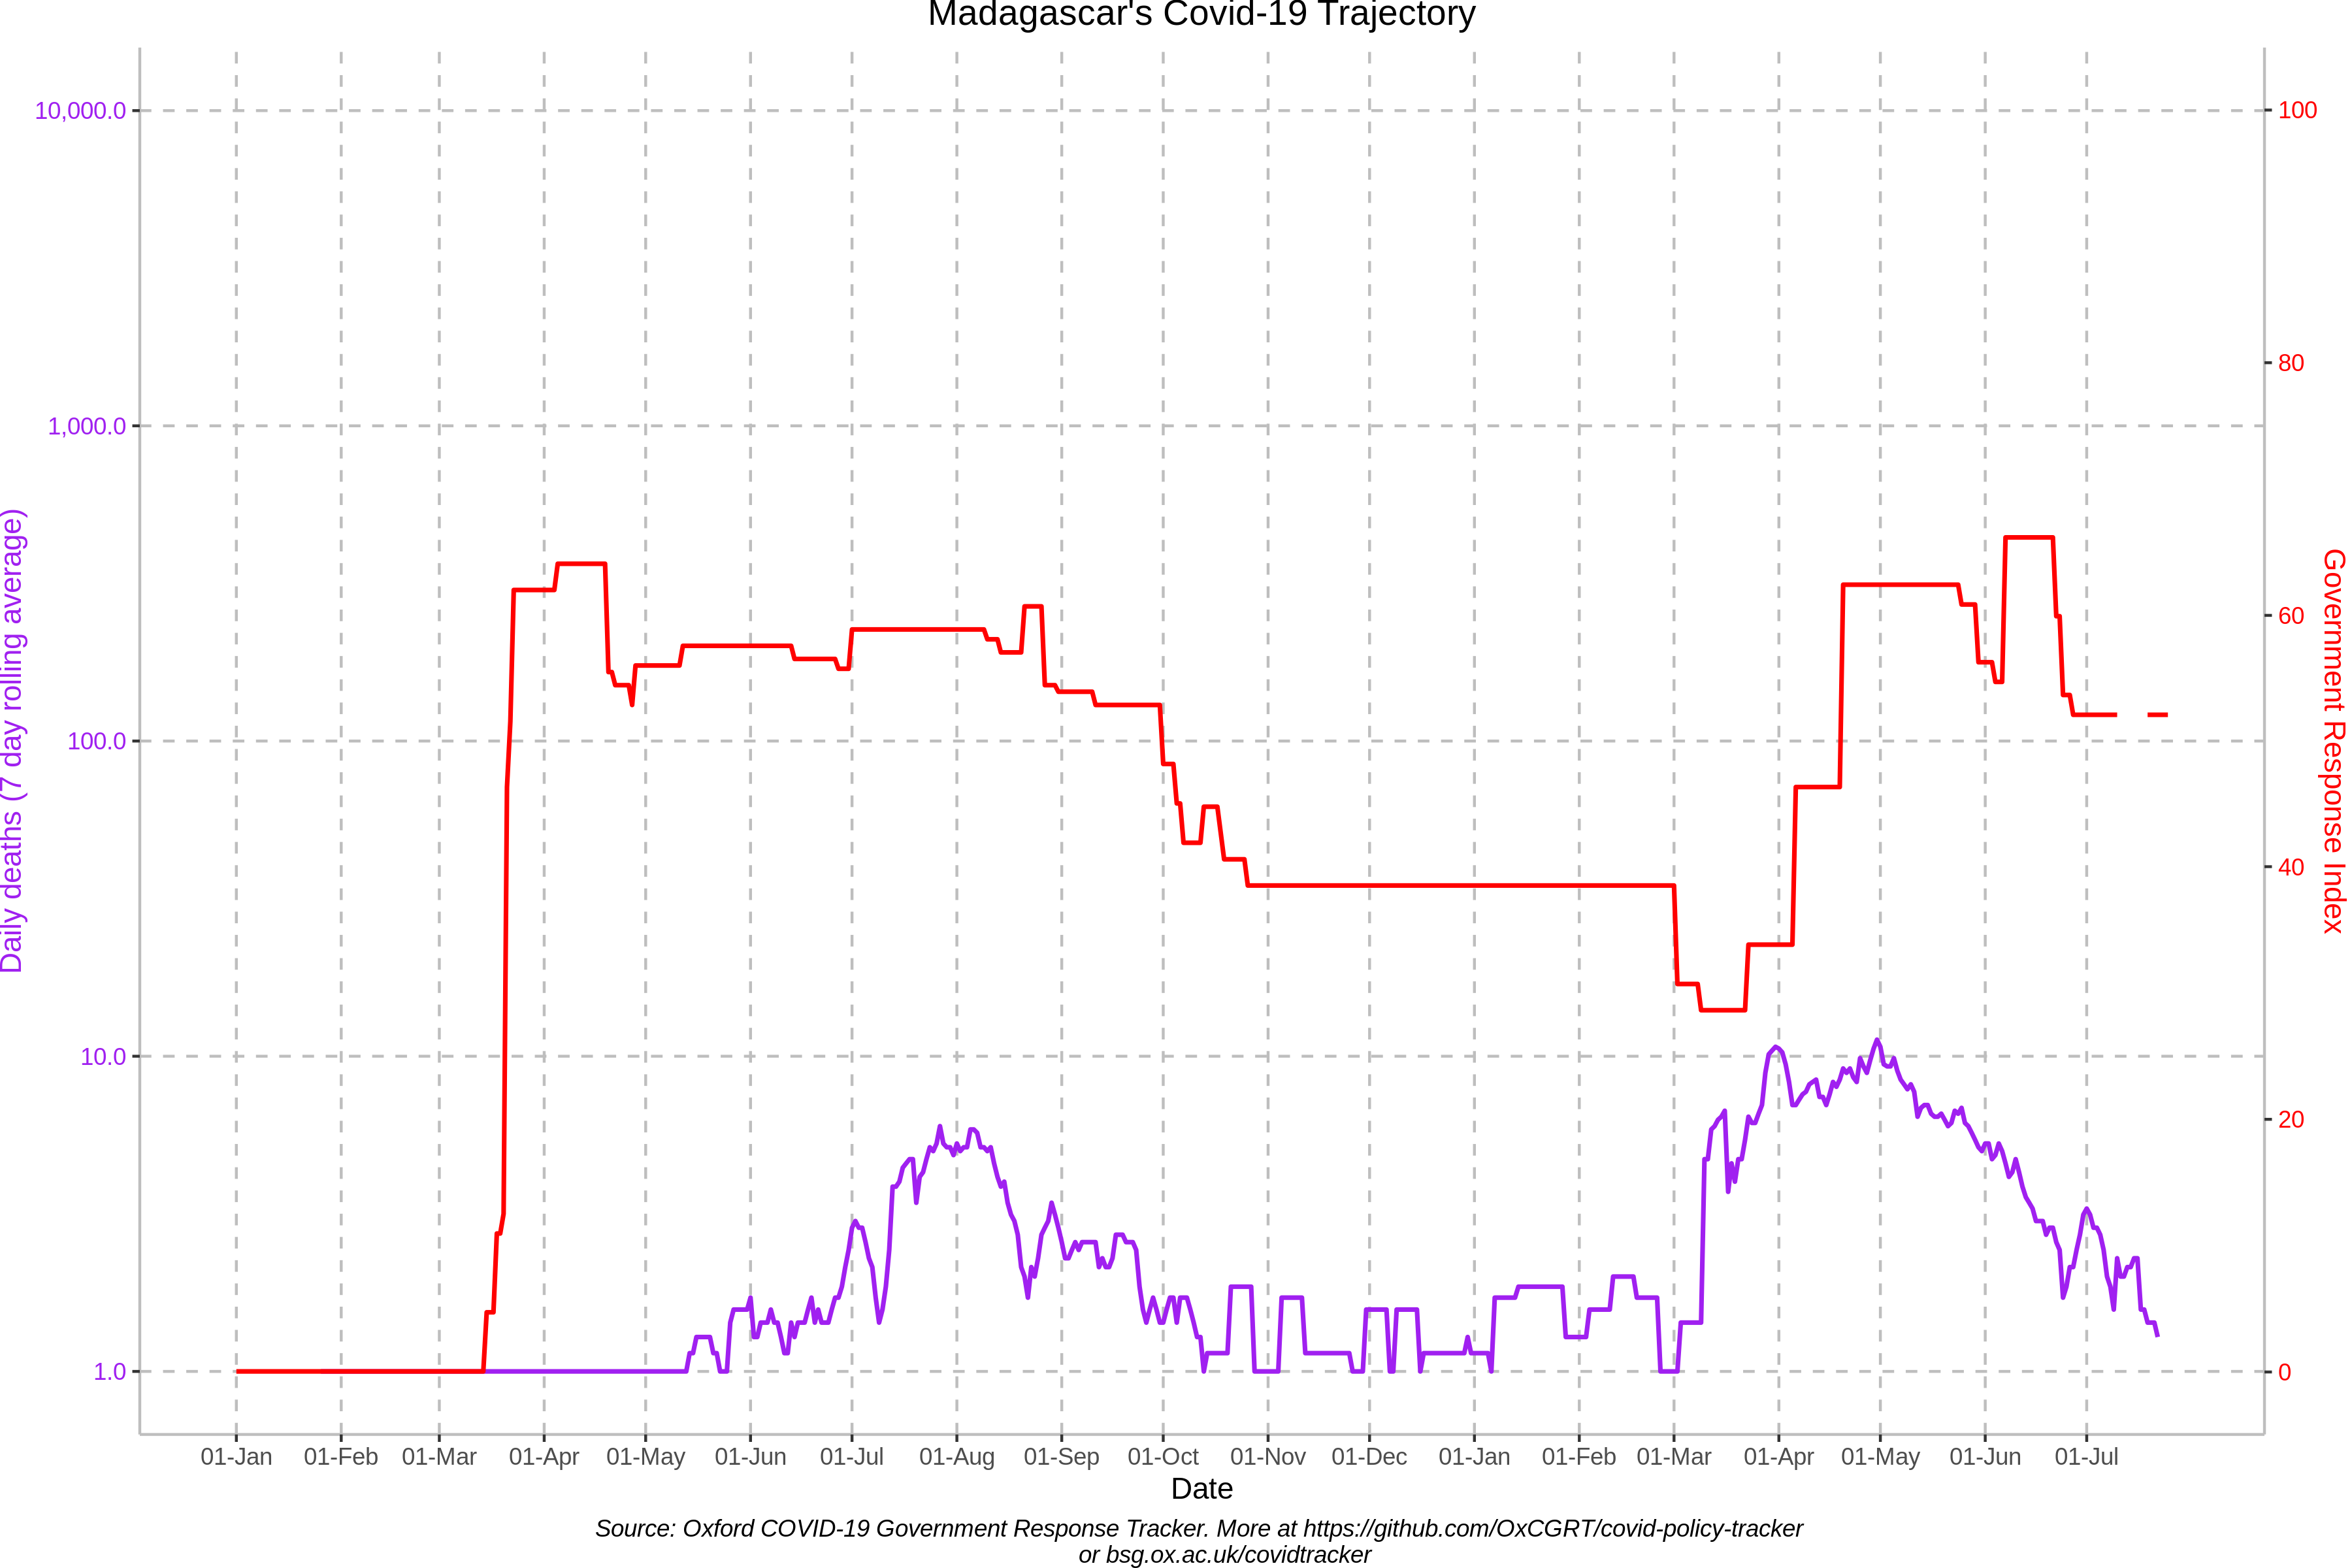 Madagascar's Covid-19 Trajectory
10,000.0
1,000.0
100.0
10.0
1.0
Daily deaths (7 day rolling average)
100
80
60
40
20
0
Government Response Index
01-Jan 01-Feb 01-Mar 01-Apr 01-May 01-Jun 01-Jul 01-Aug 01-Sep 01-Oct 01-Nov 01-Dec 01-Jan 01-Feb 01-Mar 01-Apr 01-May 01-Jun 01-Jul
Date
Source: Oxford COVID-19 Government Response Tracker. More at https://github.com/OxCGRT/covid-policy-tracker
or bsg.ox.ac.uk/covidtracker